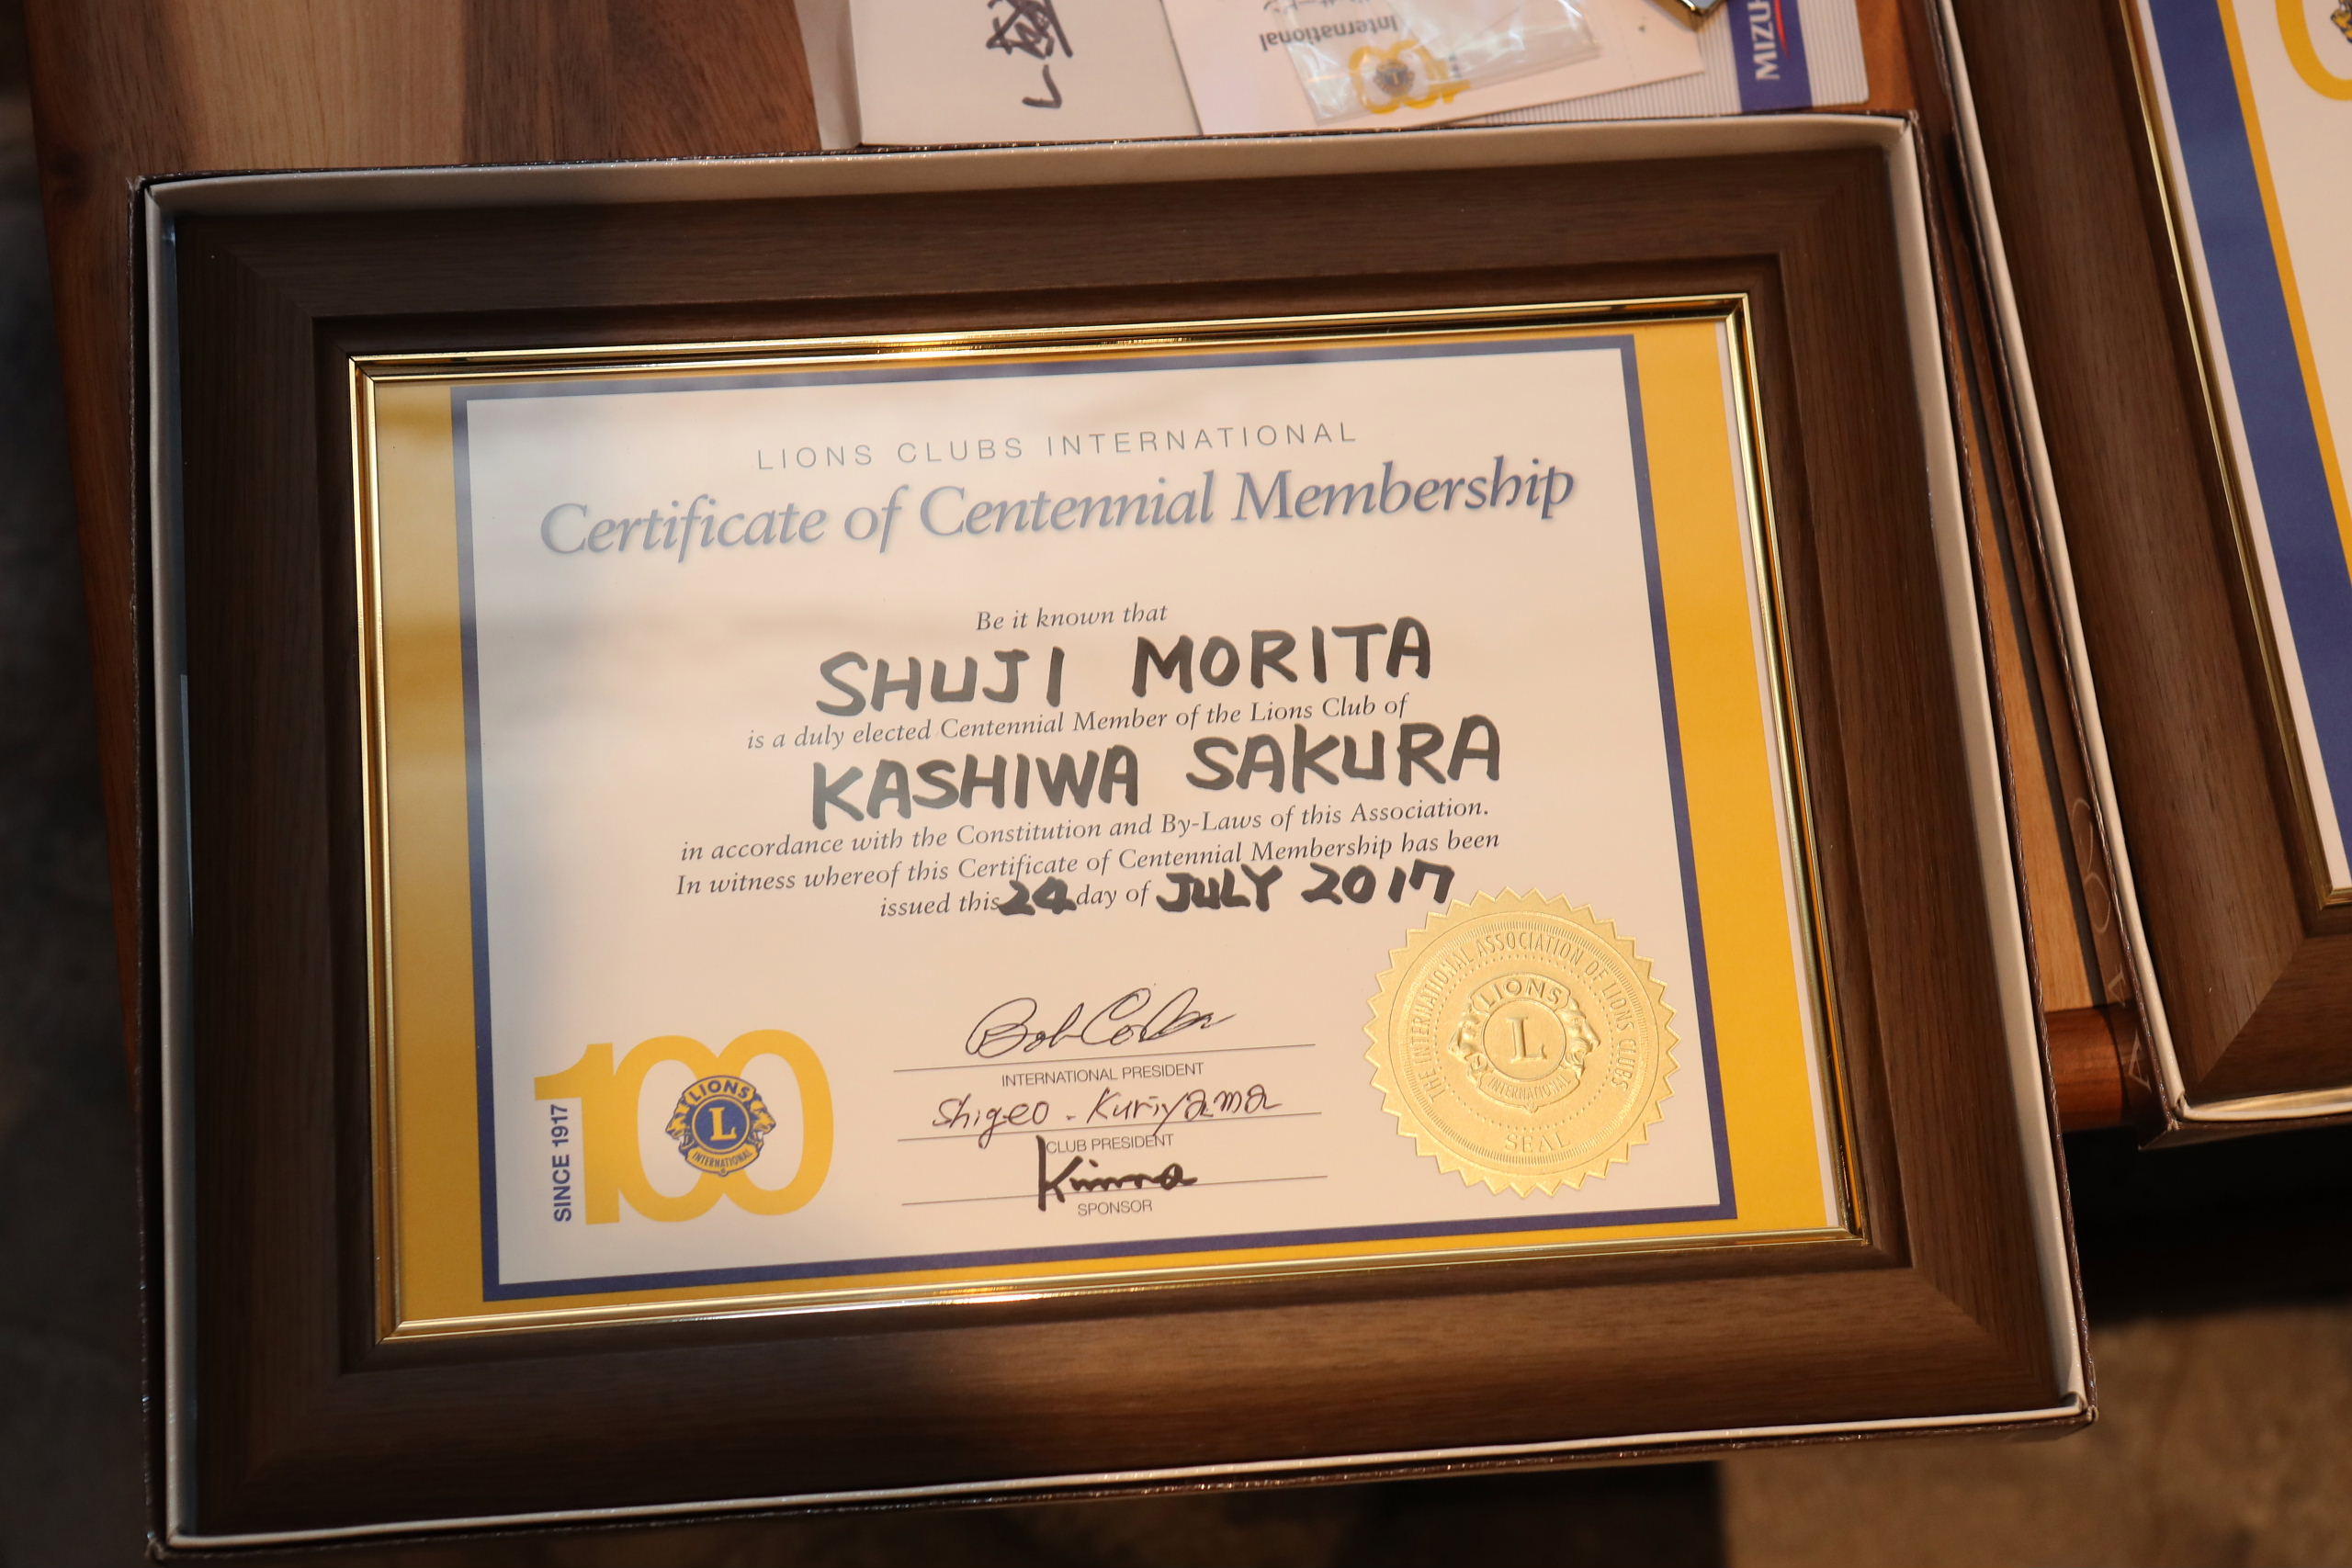 International
MIZU
LIONS CLUBS INTERNATIONAL
Certificate of Centennial Membership
Be it known that
SHUJI MORITA
is a duly elected Centennial Member of the Lions Club of
KASHIWA SAKURA
in accordance with the Constitution and By-Laws of this Association.
In witness whereof this Certificate of Centennial Membership has been
issued this 24 day of JULY 2017
Bob
INTERNATIONAL PRESIDENT
Shigeo. Kuriyama
CLUB PRESIDENT
SPONSOR
SINCE 1917
100
LIONS
L
INTERNATIONAL
THE INTERNATIONAL ASSOCIATION OF LIONS CLUBS
LIONS
L
INTERNATIONAL
SEAL